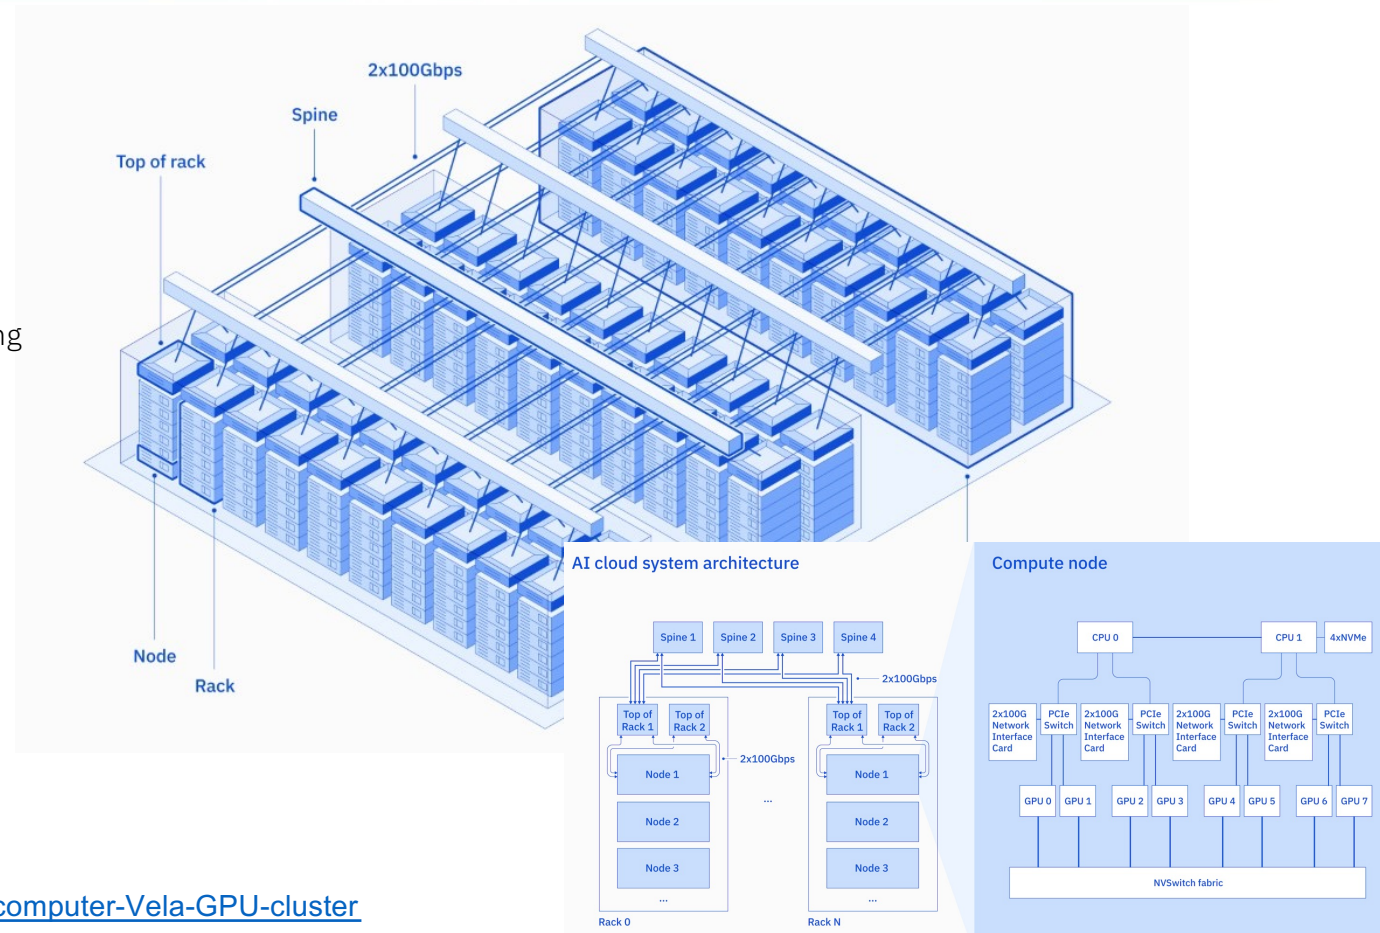 2x100Gbps
Spine
Top of rack
ng
Node
Rack
AI cloud system architecture
Spine 1
Spine 2
Spine 3
Spine 4
2x100Gbps
Top of
Rack 1
Top of
Rack 2
Top of
Rack 1
Top of
Rack 2
2x100Gbps
Node 1
Node 1
...
Node 2
Node 2
Node 3
Node 3
...
...
Rack 0
Rack N
Compute node
CPU 0
CPU 1
4xNVMe
2x100G
Network
Interface
Card
PCIe
Switch
2x100G
Network
Interface
Card
PCIe
Switch
2x100G
Network
Interface
Card
PCIe
Switch
2x100G
Network
Interface
Card
PCIe
Switch
GPU 0
GPU 1
GPU 2
GPU 3
GPU 4
GPU 5
GPU 6
GPU 7
NVSwitch fabric
computer-Vela-GPU-cluster